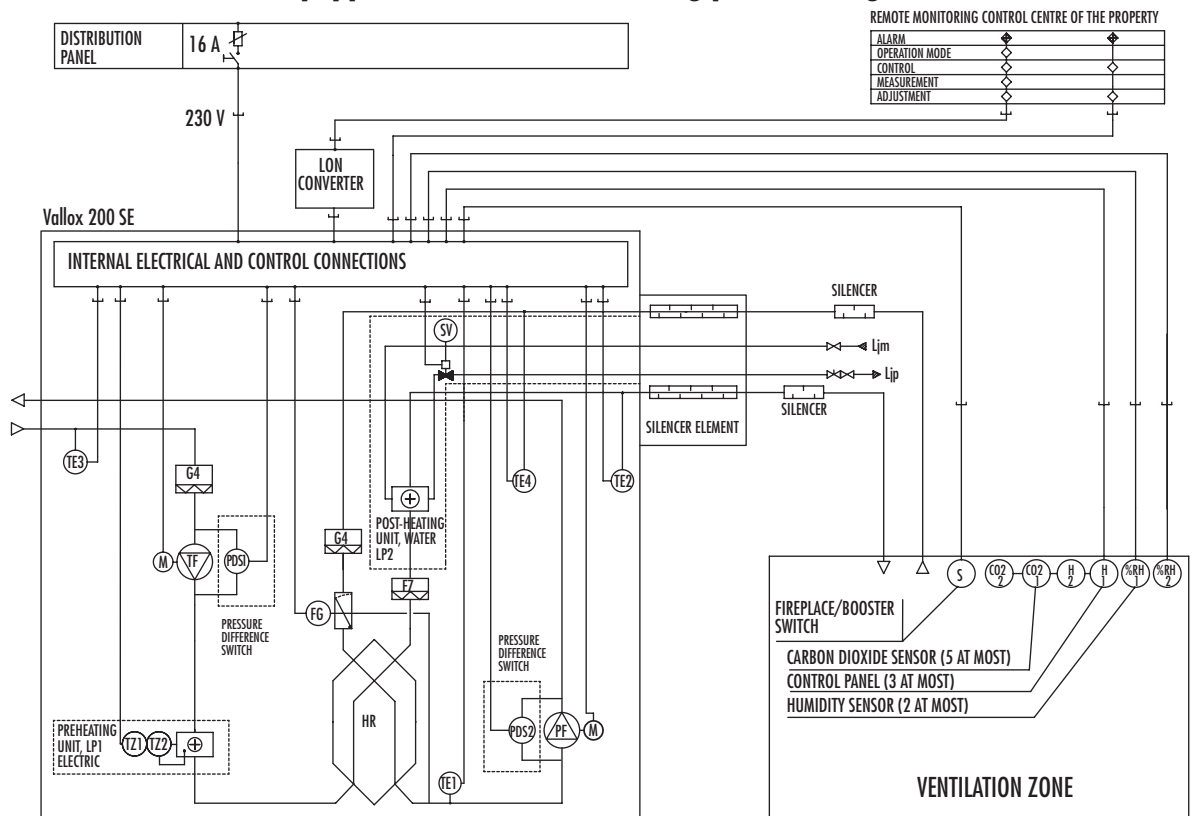 REMOTE MONITORING CONTROL CENTRE OF THE PROPERTY
DISTRIBUTION
PANEL
16 A
ALARM
OPERATION MODE
CONTROL
MEASUREMENT
ADJUSTMENT
230 V
LON
CONVERTER
Vallox 200 SE
INTERNAL ELECTRICAL AND CONTROL CONNECTIONS
SILENCER
SV
Ljm
Ljp
SILENCER
SILENCER ELEMENT
TE3
G4
TE4
TE2
POST-HEATING
UNIT, WATER
LP2
G4
M
TF
PDS1
F7
FG
PRESSURE
DIFFERENCE
SWITCH
PRESSURE
DIFFERENCE
SWITCH
HR
PDS2
PF
M
PREHEATING
UNIT, LP1
ELECTRIC
TZ1
TZ2
TE1
S
CO2
2
CO2
1
H
2
H
1
%RH
1
%RH
2
FIREPLACE/BOOSTER
SWITCH
CARBON DIOXIDE SENSOR (5 AT MOST)
CONTROL PANEL (3 AT MOST)
HUMIDITY SENSOR (2 AT MOST)
VENTILATION ZONE